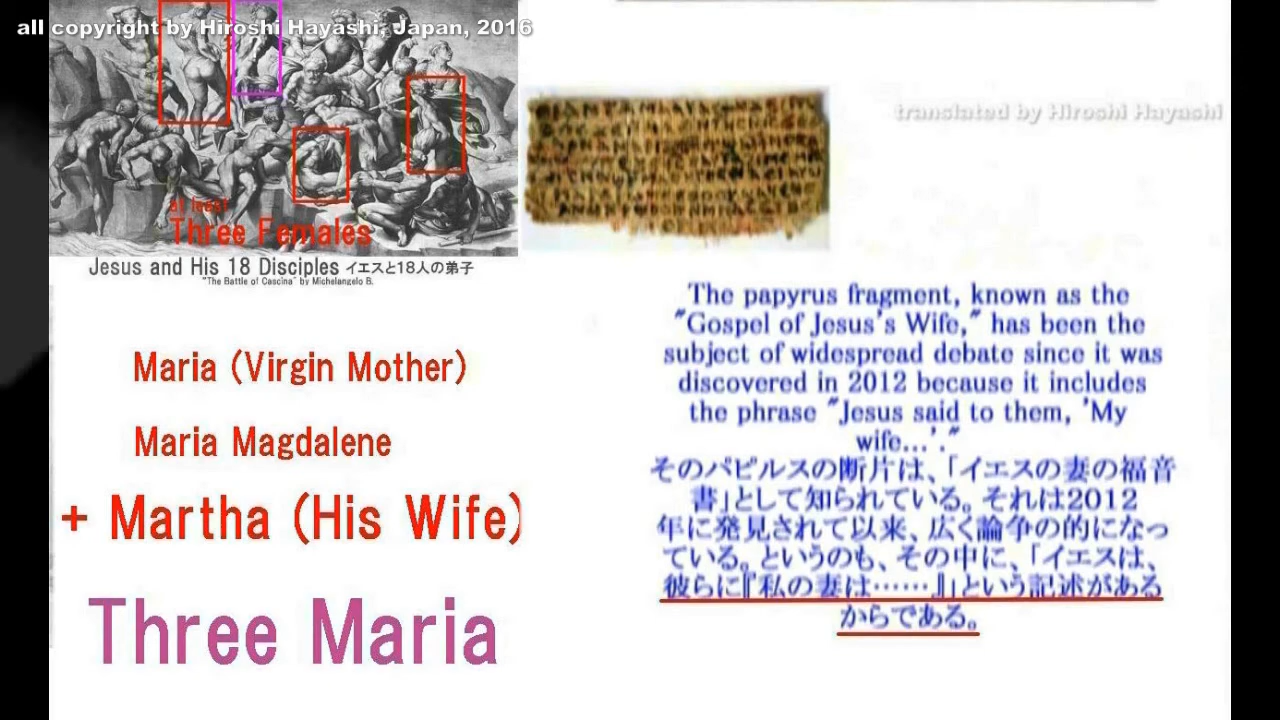 all copyright by Hiroshi Hayashi, Japan, 2016
translated by Hiroshi Hayashi
at least
Three Females
Jesus and His 18 Disciples イエスと18人の弟子
"The Battle of Cascina" by Michelangelo B.
Maria (Virgin Mother)
Maria Magdalene
+ Martha (His Wife)
Three Maria
The papyrus fragment, known as the
"Gospel of Jesus's Wife," has been the
subject of widespread debate since it was
discovered in 2012 because it includes
the phrase "Jesus said to them, 'My
wife...'."
そのパピルスの断片は、「イエスの妻の福音
書」として知られている。それは2012
年に発見されて以来、広く論争の的になっ
ている。というのも、その中に、「イエスは、
彼らに『私の妻は……』」という記述がある
からである。